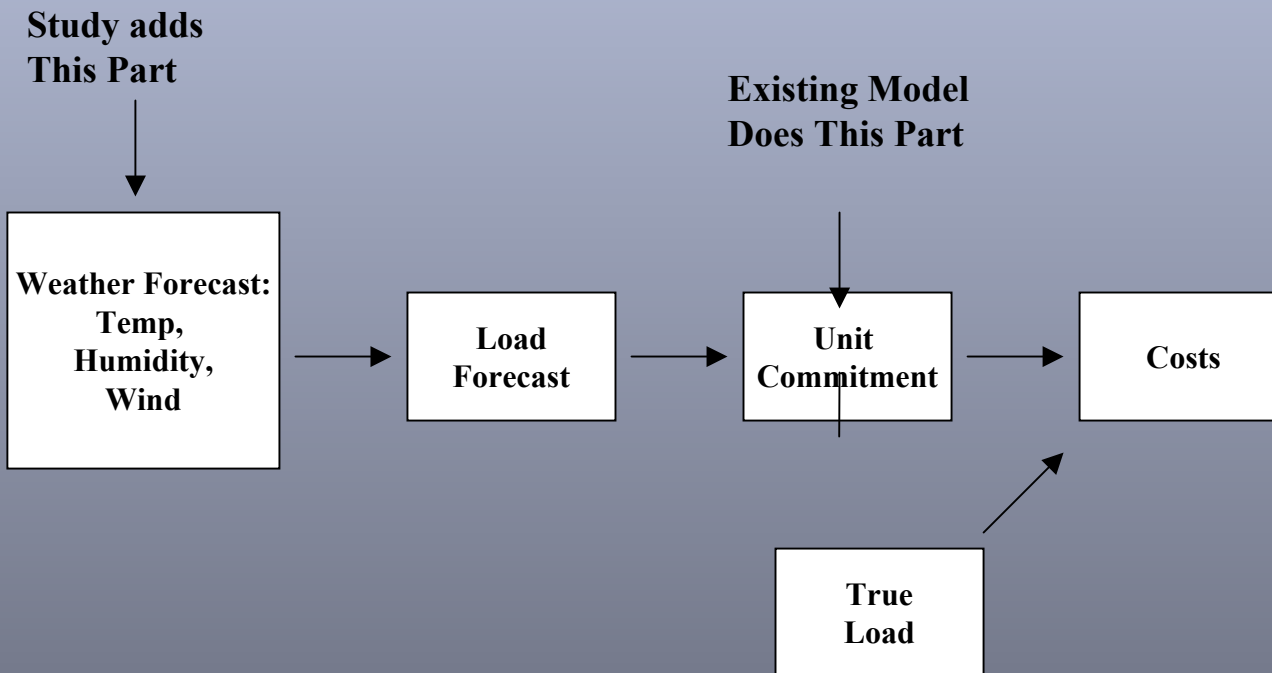 Study adds
This Part
Existing Model
Does This Part
Weather Forecast:
Temp,
Humidity,
Wind
Load
Forecast
Unit
Commitment
Costs
True
Load